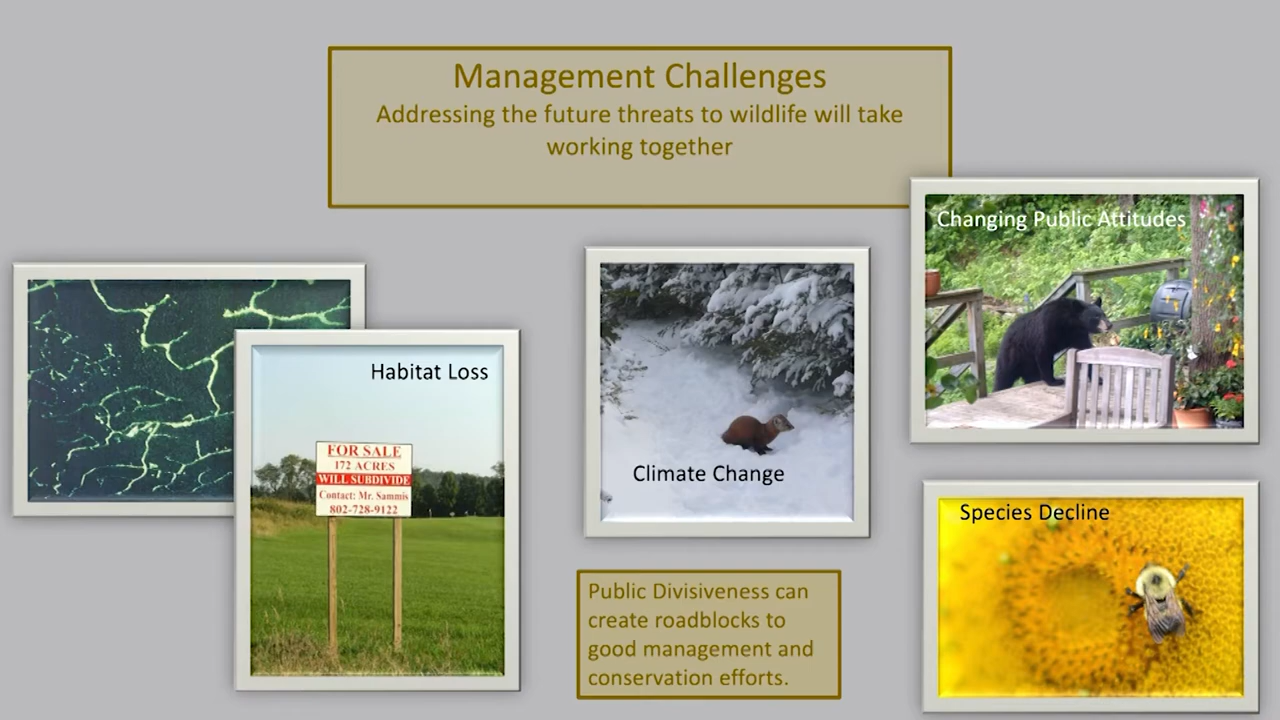 Management Challenges
Addressing the future threats to wildlife will take
working together
Changing Public Attitudes
Habitat Loss
FOR SALE
172 ACRES
WILL SUBDIVIDE
Contact: Mr. Sammis
802-728-9122
Climate Change
Species Decline
Public Divisiveness can
create roadblocks to
good management and
conservation efforts.